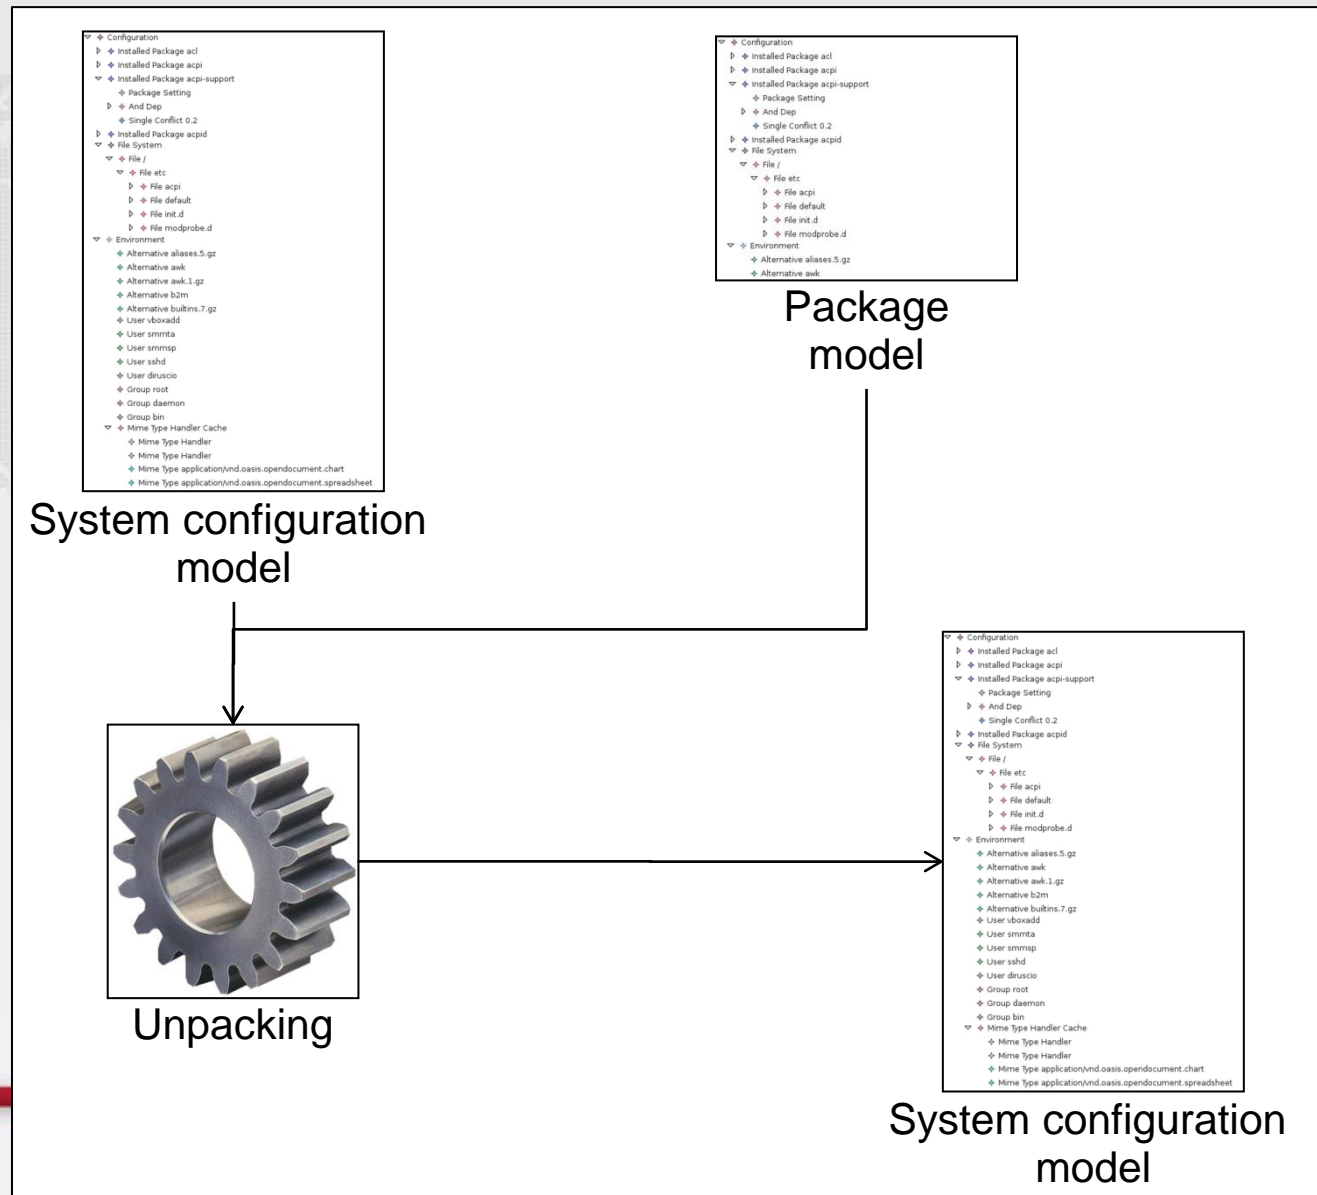 Configuration
Installed Package acl
Installed Package acpi
Installed Package acpi-support
Package Setting
And Dep
Single Conflict 0.2
Installed Package acpid
File System
File /
File etc
File acpi
File default
File init.d
File modprobe.d
Environment
Alternative aliases.5.gz
Alternative awk
Alternative awk.1.gz
Alternative b2m
Alternative builtins.7.gz
User vboxadd
User smmta
User smmsp
User sshd
User diruscio
Group root
Group daemon
Group bin
Mime Type Handler Cache
Mime Type Handler
Mime Type Handler
Mime Type application/vnd.oasis.opendocument.chart
Mime Type application/vnd.oasis.opendocument.spreadsheet
System configuration
model
Configuration
Installed Package acl
Installed Package acpi
Installed Package acpi-support
Package Setting
And Dep
Single Conflict 0.2
Installed Package acpid
File System
File /
File etc
File acpi
File default
File init.d
File modprobe.d
Environment
Alternative aliases.5.gz
Alternative awk
Package
model
Unpacking
Configuration
Installed Package acl
Installed Package acpi
Installed Package acpi-support
Package Setting
And Dep
Single Conflict 0.2
Installed Package acpid
File System
File /
File etc
File acpi
File default
File init.d
File modprobe.d
Environment
Alternative aliases.5.gz
Alternative awk
Alternative awk.1.gz
Alternative b2m
Alternative builtins.7.gz
User vboxadd
User smmta
User smmsp
User sshd
User diruscio
Group root
Group daemon
Group bin
Mime Type Handler Cache
Mime Type Handler
Mime Type Handler
Mime Type application/vnd.oasis.opendocument.chart
Mime Type application/vnd.oasis.opendocument.spreadsheet
System configuration
model